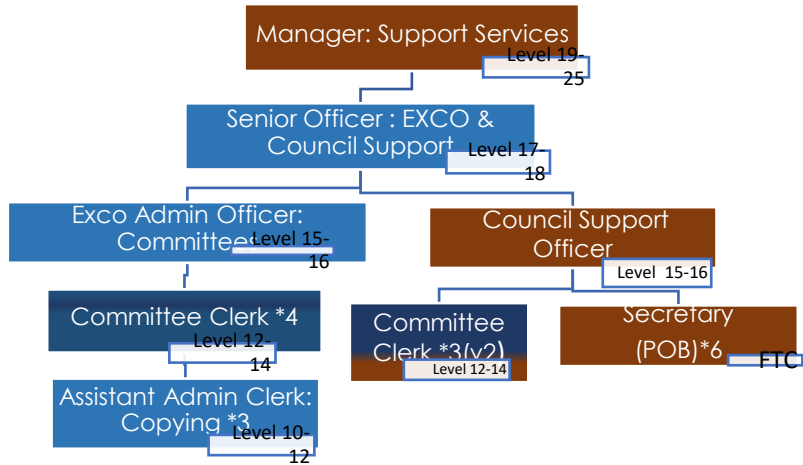 Manager: Support Services
Level 19-
25
Senior Officer : EXCO &
Council Support
Level 17-
18
Exco Admin Officer:
Committees
Level 15-
16
Council Support
Officer
Level 15-16
Committee Clerk *4
Level 12-
14
Committee
Clerk *3(v2)
Level 12-14
Secretary
(POB)*6
FTC
Assistant Admin Clerk:
Copying *3
Level 10-
12